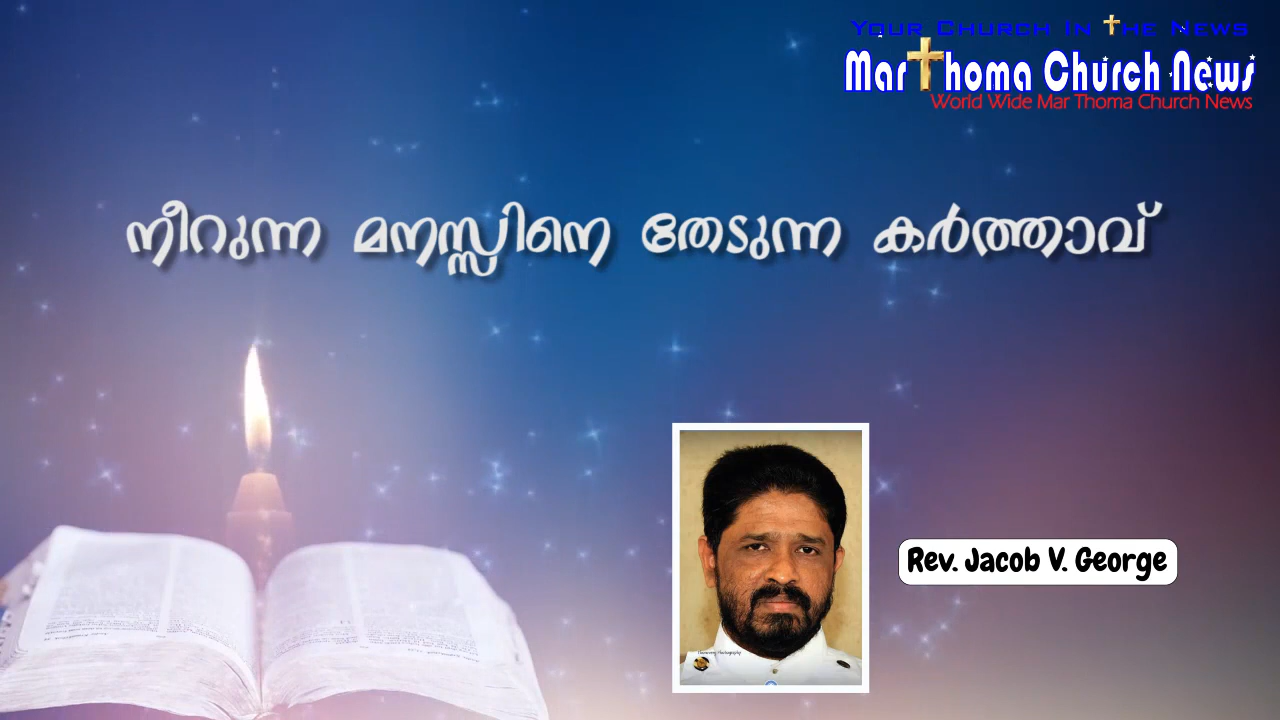 Your Church In The News
Mar Thoma Church News
World Wide Mar Thoma Church News
നീറുന്ന മനസ്സിനെ തേടുന്ന കർത്താവ്
Rev. Jacob V. George